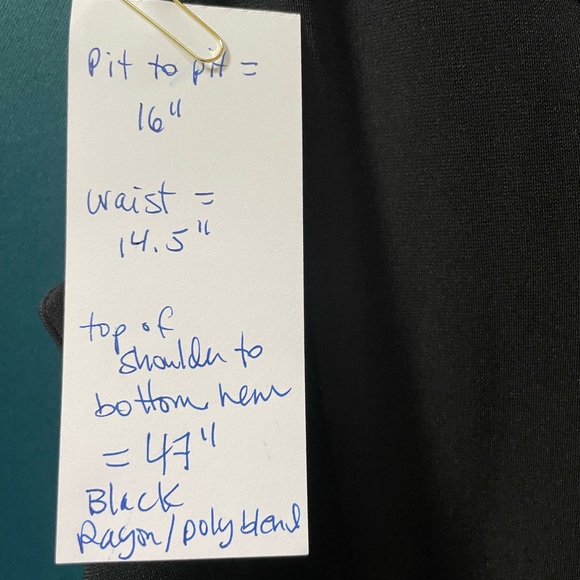 Pit to pit =
16"
waist =
14.5"
top of
shoulder to
bottom hem
= 47"
Black
Rayon/poly blend